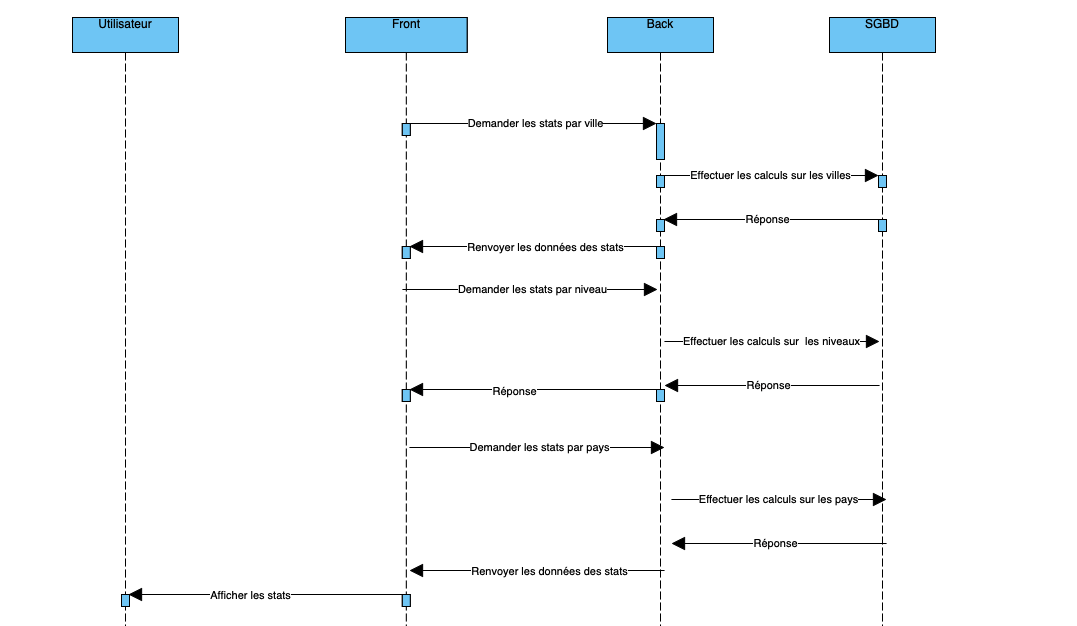 Utilisateur
Front
Back
SGBD
Demander les stats par ville
Effectuer les calculs sur les villes
Réponse
Renvoyer les données des stats
Demander les stats par niveau
Effectuer les calculs sur  les niveaux
Réponse
Réponse
Demander les stats par pays
Effectuer les calculs sur les pays
Réponse
Renvoyer les données des stats
Afficher les stats